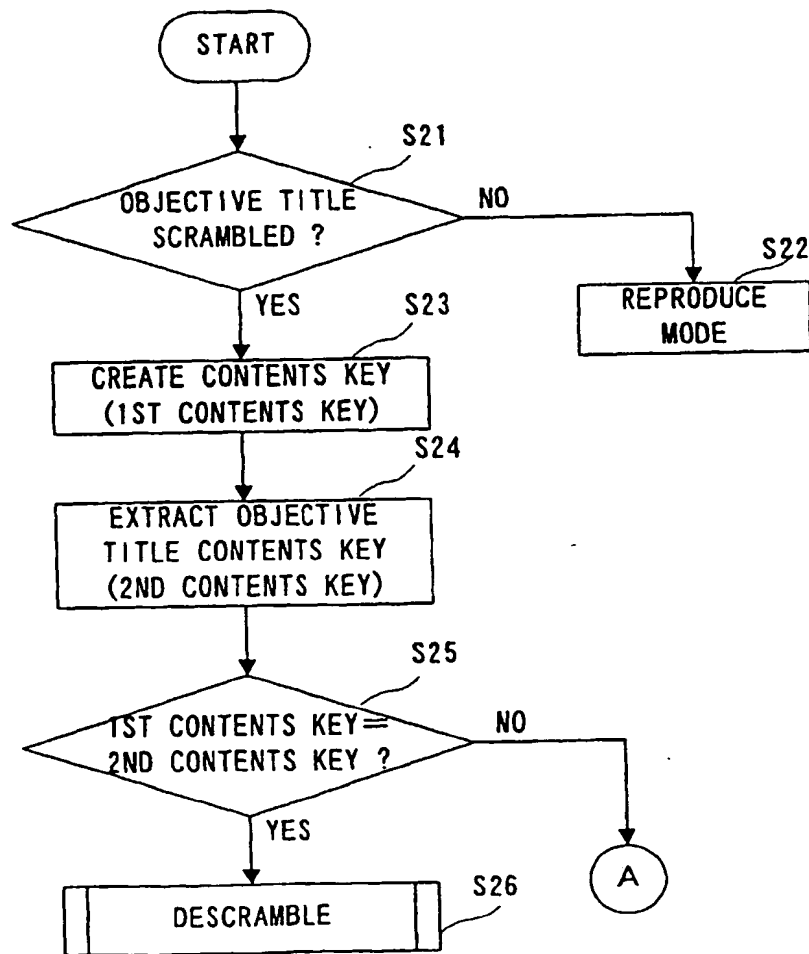 START
S21
OBJECTIVE TITLE
SCRAMBLED ?
NO
S22
REPRODUCE
MODE
YES
S23
CREATE CONTENTS KEY
(1ST CONTENTS KEY)
S24
EXTRACT OBJECTIVE
TITLE CONTENTS KEY
(2ND CONTENTS KEY)
S25
1ST CONTENTS KEY=
2ND CONTENTS KEY ?
NO
YES
A
S26
DESCRAMBLE